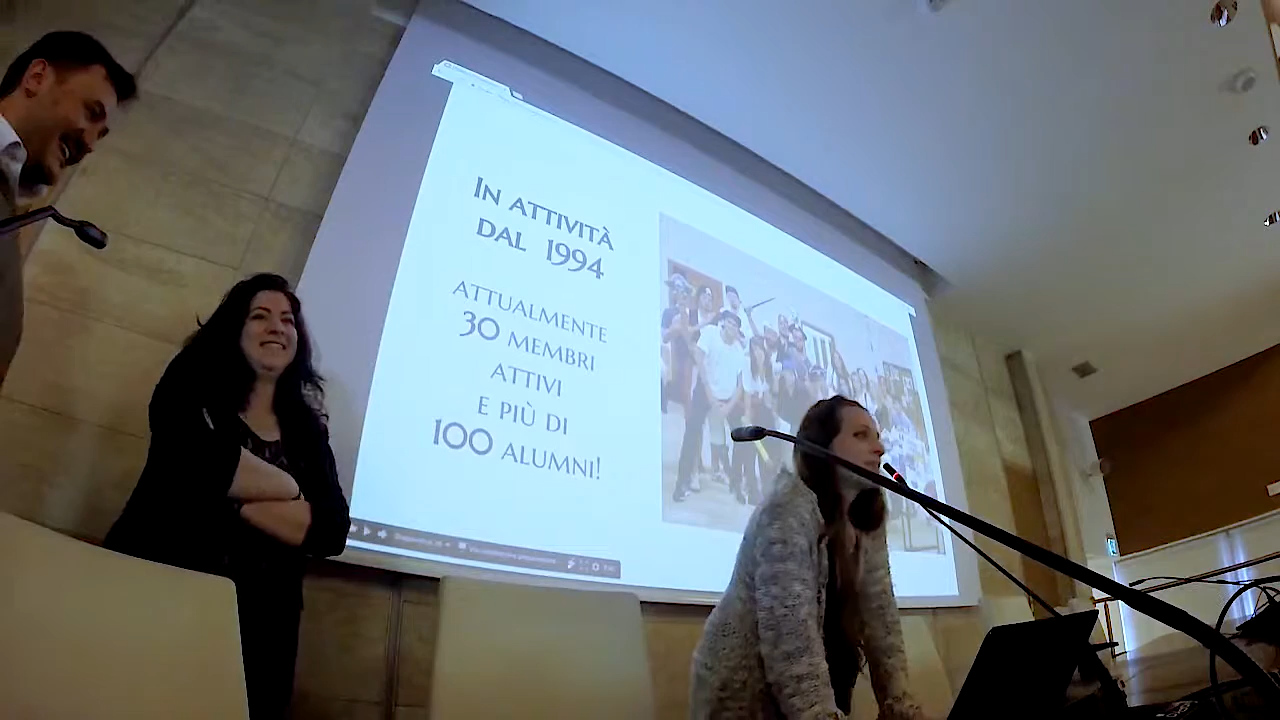 IN ATTIVITÀ
DAL 1994
ATTUALMENTE
30 MEMBRI
ATTIVI
E PIÙ DI
100 ALUMNI!